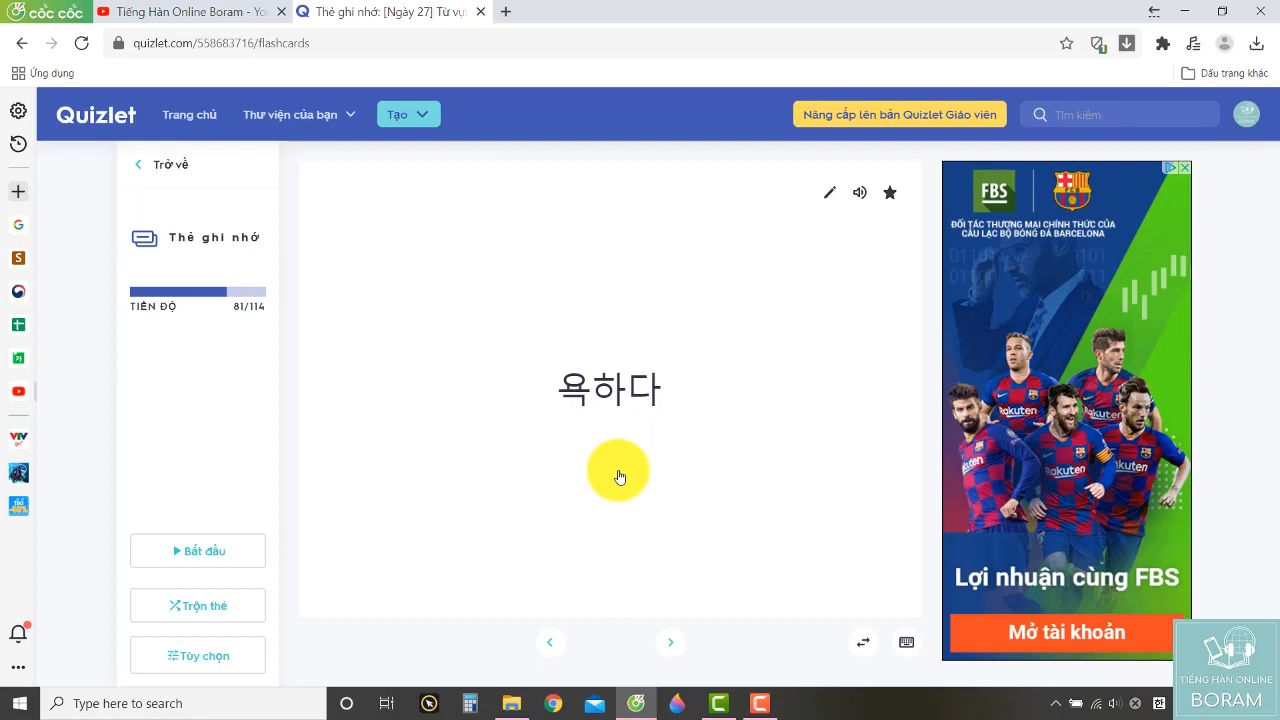 cốc cốc
Tiếng Hàn Online Boram - Yo
Thẻ ghi nhớ: [Ngày 27] Từ vự
quizlet.com/558683716/flashcards
Ứng dụng
Dấu trang khác
Quizlet
Trang chủ
Thư viện của bạn
Tạo
Nâng cấp lên bản Quizlet Giáo viên
Tìm kiếm
Trở về
Thẻ ghi nhớ
TIẾN ĐỘ
81/114
욕하다
Bắt đầu
Trộn thẻ
Tùy chọn
FBS
ĐỐI TÁC THƯƠNG MẠI CHÍNH THỨC CỦA
CÂU LẠC BỘ BÓNG ĐÁ BARCELONA
Rakuten
Rakuten
Rakuten
Rakuten
Rakuten
Lợi nhuận cùng FBS
Mở tài khoản
TIẾNG HÀN ONLINE
BORAM
Type here to search